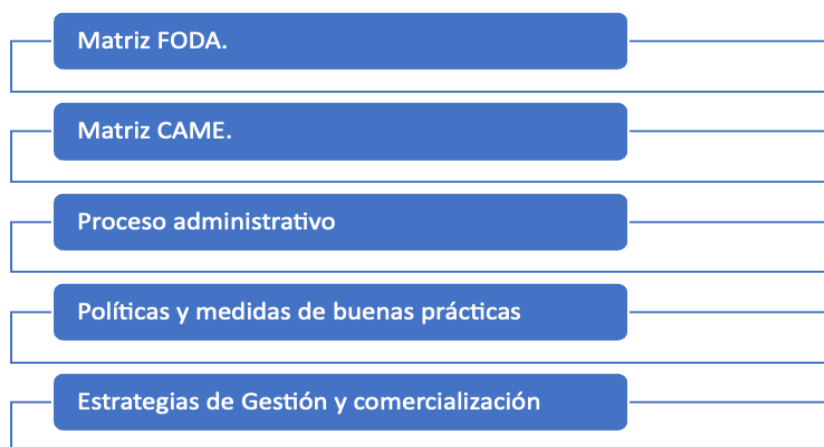 Matriz FODA.
Matriz CAME.
Proceso administrativo
Políticas y medidas de buenas prácticas
Estrategias de Gestión y comercialización